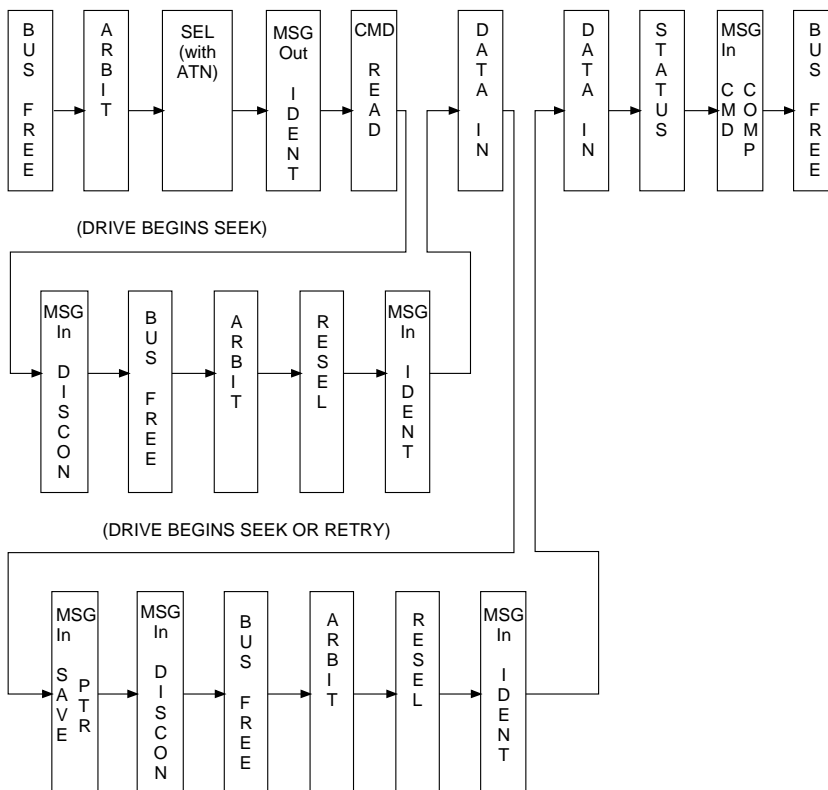 BUS FREE
ARBIT
SEL
(with
ATN)
MSG
Out
IDENT
CMD
READ
DATA IN
DATA IN
STATUS
MSG
In
CMD COMP
BUS FREE
(DRIVE BEGINS SEEK)
MSG
In
DISCON
BUS FREE
ARBIT
RESEL
MSG
In
IDENT
(DRIVE BEGINS SEEK OR RETRY)
MSG
In
SAVE PTR
MSG
In
DISCON
BUS FREE
ARBIT
RESEL
MSG
In
IDENT